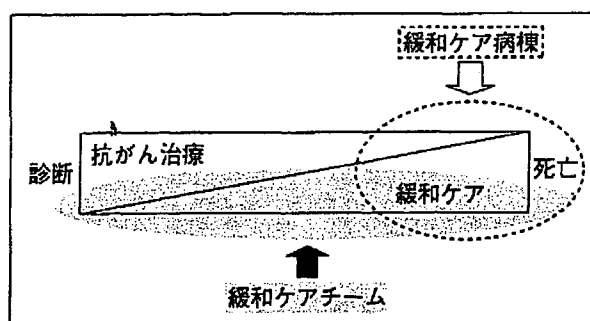 緩和ケア病棟
抗がん治療
診断
死亡
緩和ケア
緩和ケアチーム